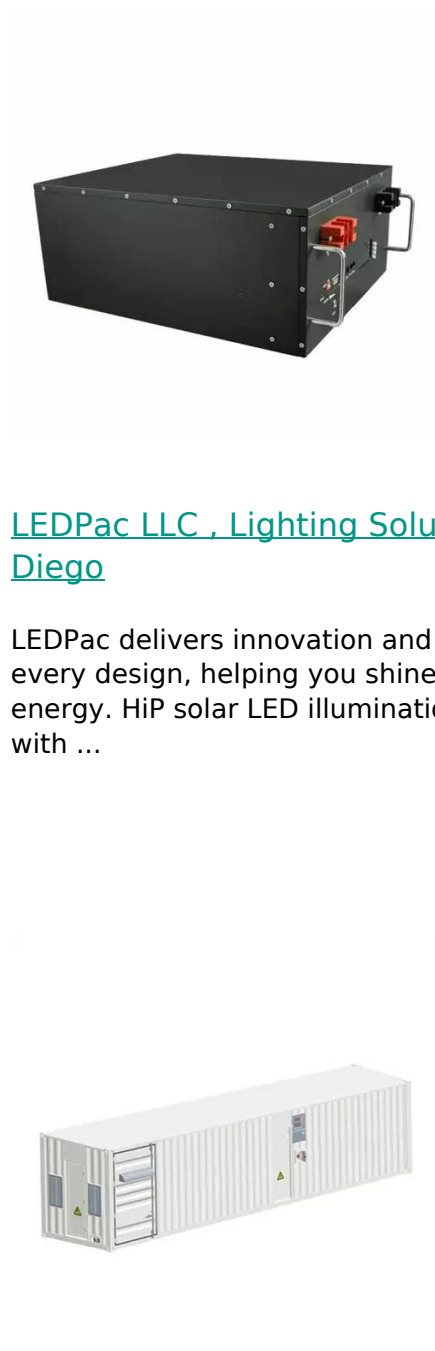 LEDPac LLC , Lighting Solu
Diego
LEDPac delivers innovation and
every design, helping you shine
energy. HiP solar LED illuminati
with ...